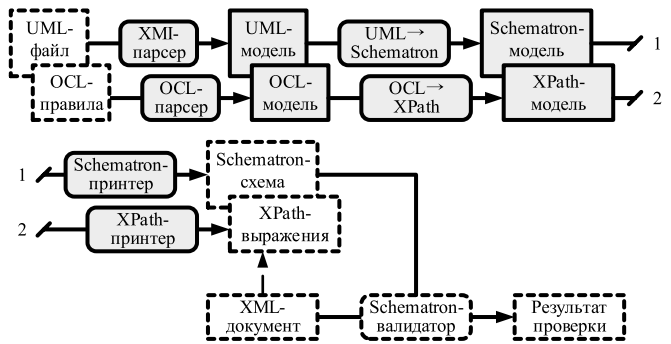 UML-
файл
XMI-
парсер
UML-
модель
UML→
Schematron
Schematron-
модель
1
OCL-
правила
OCL-
парсер
OCL-
модель
OCL→
XPath
XPath-
модель
2
1
Schematron-
принтер
Schematron-
схема
2
XPath-
принтер
XPath-
выражения
XML-
документ
Schematron-
валидатор
Результат
проверки